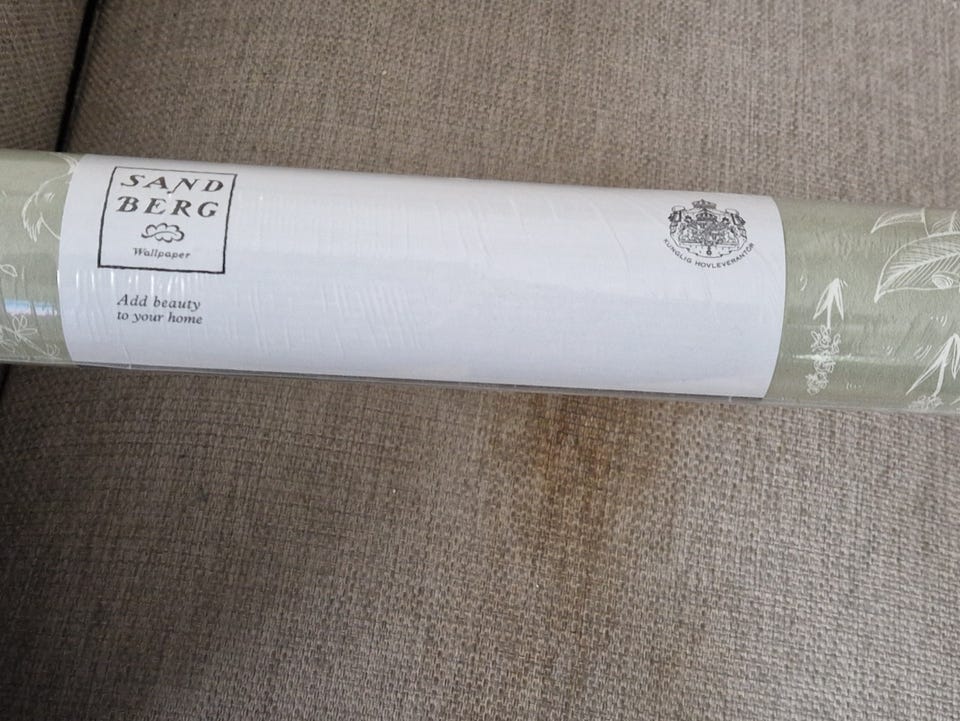 SAND
BERG
Wallpaper
Add beauty
to your home
KUNGLIG HOVLEVERANTÖR